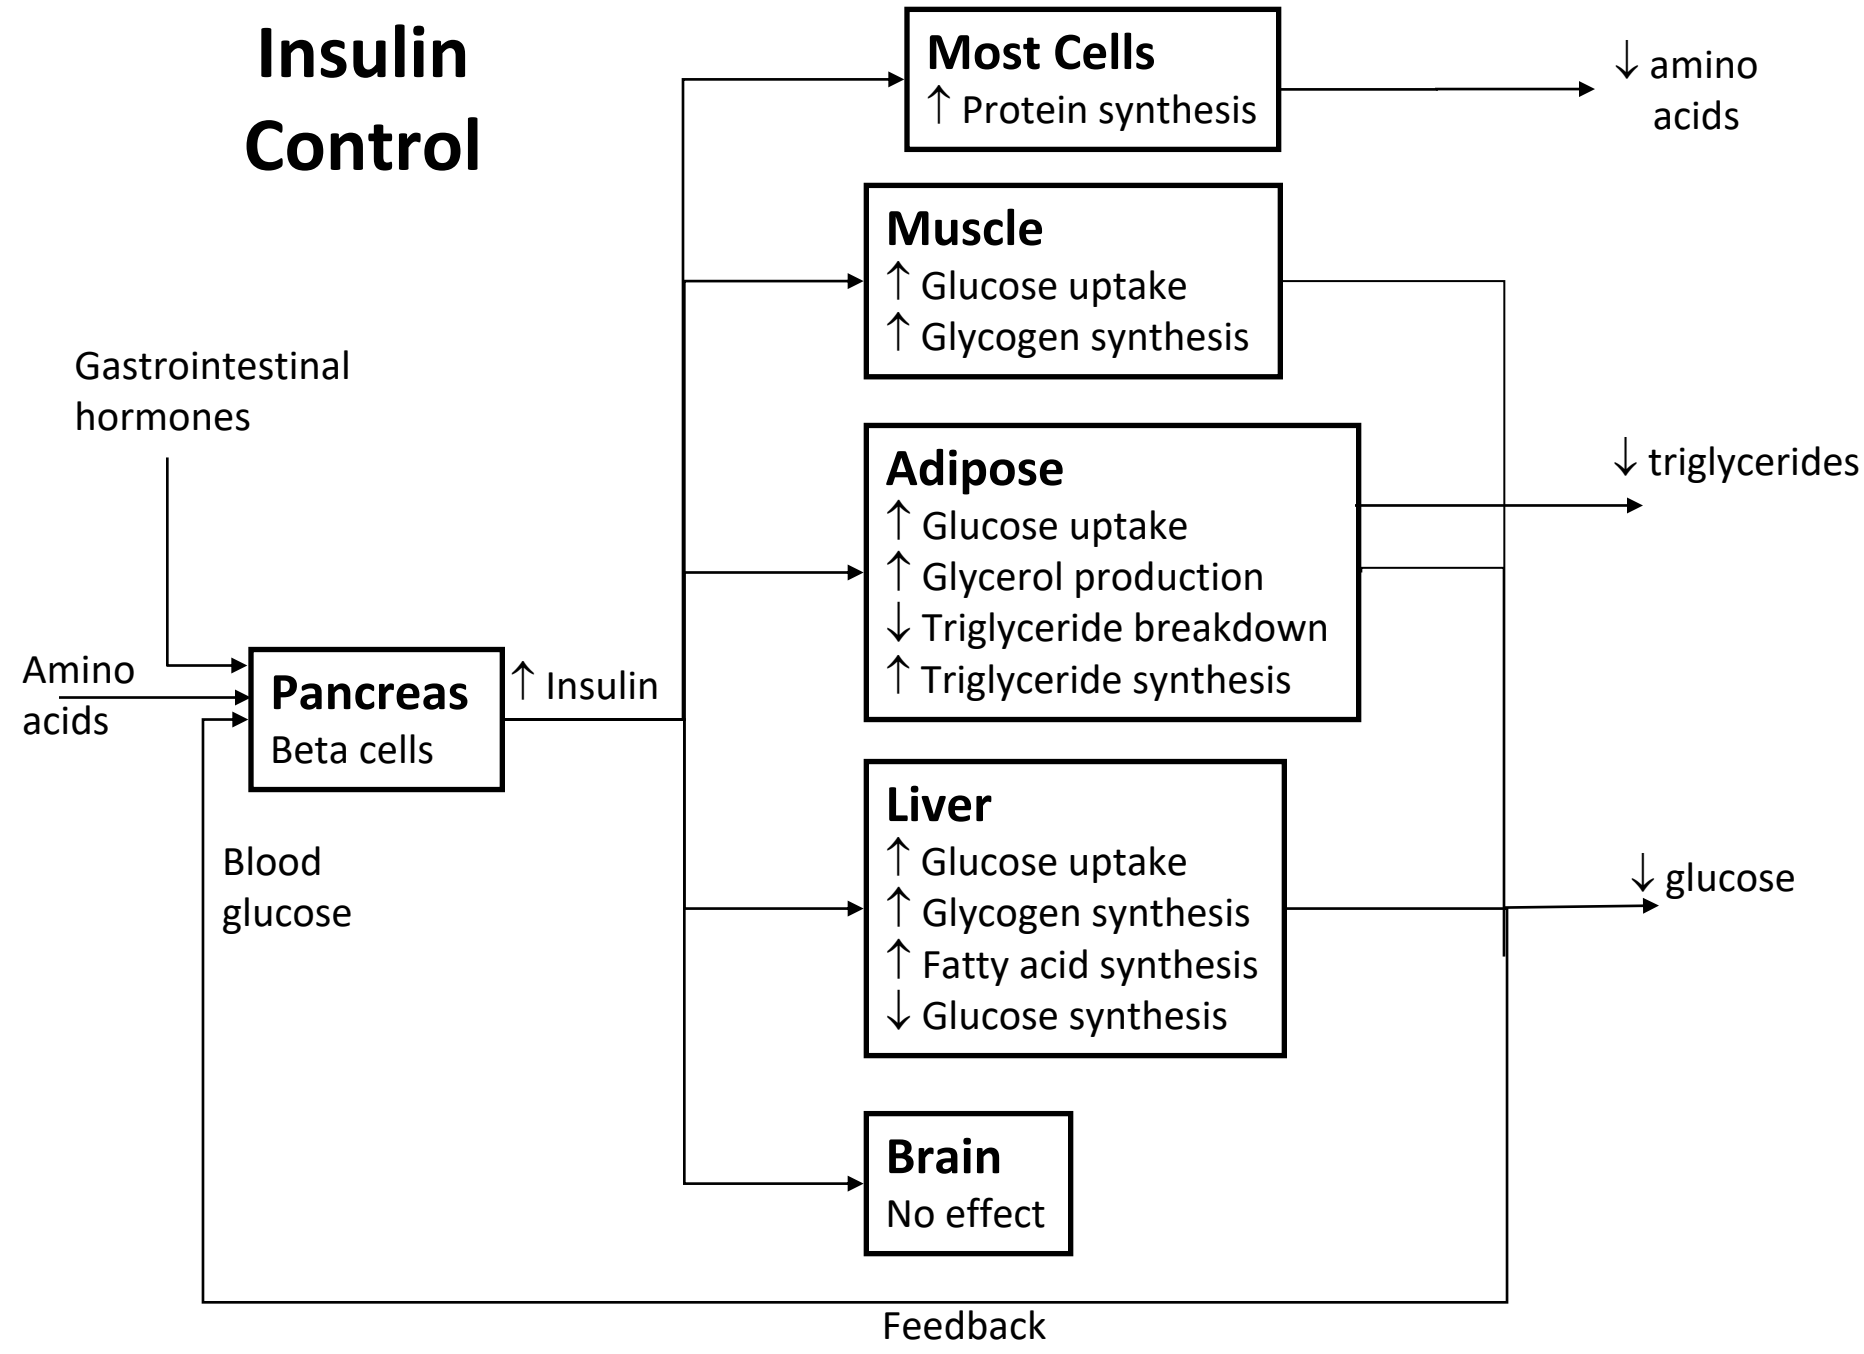 Insulin
Control
Most Cells
↑ Protein synthesis
↓ amino
acids
Muscle
↑ Glucose uptake
↑ Glycogen synthesis
Gastrointestinal
hormones
Adipose
↑ Glucose uptake
↑ Glycerol production
↓ Triglyceride breakdown
↑ Triglyceride synthesis
↓ triglycerides
Amino
acids
Pancreas
Beta cells
↑ Insulin
Liver
↑ Glucose uptake
↑ Glycogen synthesis
↑ Fatty acid synthesis
↓ Glucose synthesis
Blood
glucose
↓ glucose
Brain
No effect
Feedback